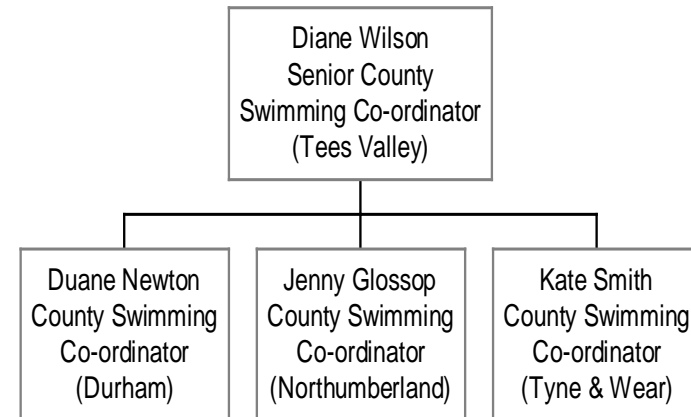 Diane Wilson
Senior County
Swimming Co-ordinator
(Tees Valley)
Duane Newton
County Swimming
Co-ordinator
(Durham)
Jenny Glossop
County Swimming
Co-ordinator
(Northumberland)
Kate Smith
County Swimming
Co-ordinator
(Tyne & Wear)